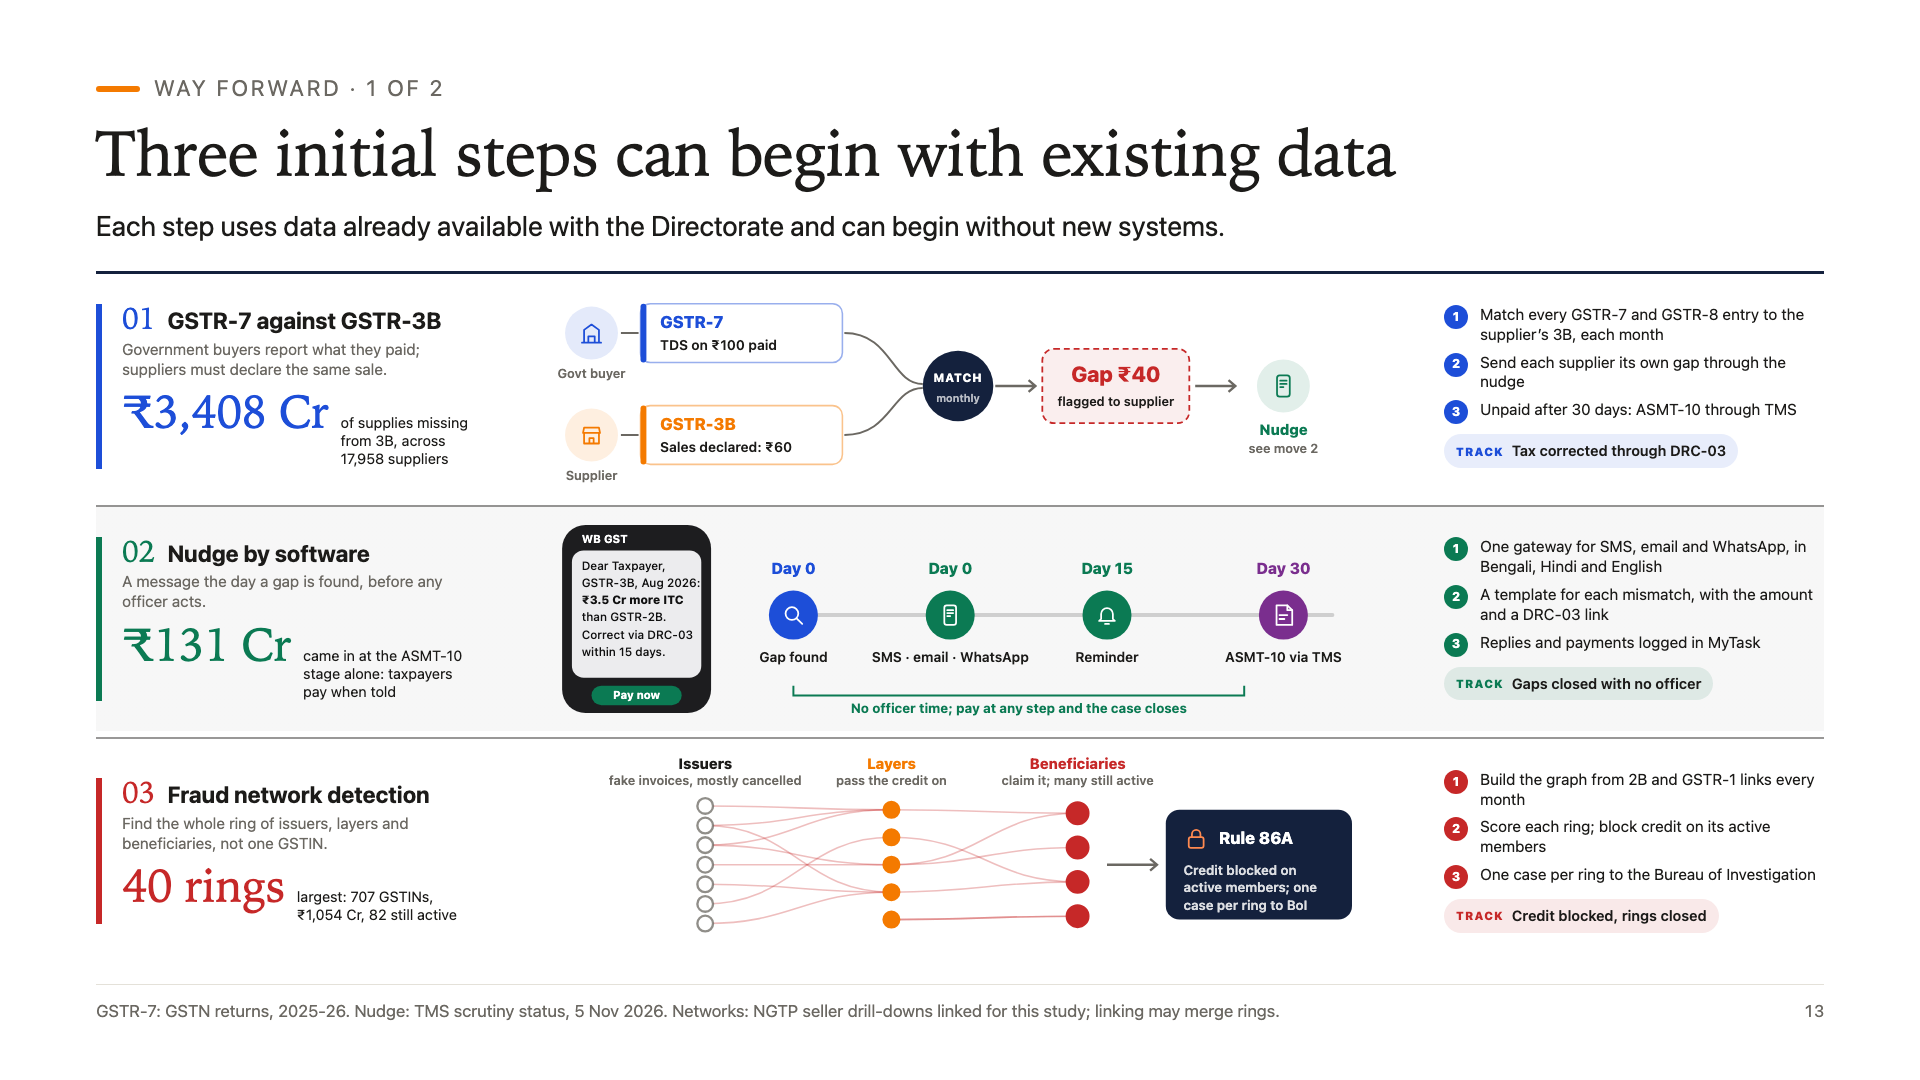 WAY FORWARD · 1 OF 2
Three initial steps can begin with existing data
Each step uses data already available with the Directorate and can begin without new systems.
01 GSTR-7 against GSTR-3B
Government buyers report what they paid;
suppliers must declare the same sale.
₹3,408 Cr
of supplies missing
from 3B, across
17,958 suppliers
Govt buyer
GSTR-7
TDS on ₹100 paid
Supplier
GSTR-3B
Sales declared: ₹60
MATCH
monthly
Gap ₹40
flagged to supplier
Nudge
see move 2
1 Match every GSTR-7 and GSTR-8 entry to the
supplier’s 3B, each month
2 Send each supplier its own gap through the
nudge
3 Unpaid after 30 days: ASMT-10 through TMS
TRACK Tax corrected through DRC-03
02 Nudge by software
A message the day a gap is found, before any
officer acts.
₹131 Cr
came in at the ASMT-10
stage alone: taxpayers
pay when told
WB GST
Dear Taxpayer,
GSTR-3B, Aug 2026:
₹3.5 Cr more ITC
than GSTR-2B.
Correct via DRC-03
within 15 days.
Pay now
Day 0
Gap found
Day 0
SMS · email · WhatsApp
Day 15
Reminder
Day 30
ASMT-10 via TMS
No officer time; pay at any step and the case closes
1 One gateway for SMS, email and WhatsApp, in
Bengali, Hindi and English
2 A template for each mismatch, with the amount
and a DRC-03 link
3 Replies and payments logged in MyTask
TRACK Gaps closed with no officer
03 Fraud network detection
Find the whole ring of issuers, layers and
beneficiaries, not one GSTIN.
40 rings
largest: 707 GSTINs,
₹1,054 Cr, 82 still active
Issuers
fake invoices, mostly cancelled
Layers
pass the credit on
Beneficiaries
claim it; many still active
Rule 86A
Credit blocked on
active members; one
case per ring to BoI
1 Build the graph from 2B and GSTR-1 links every
month
2 Score each ring; block credit on its active
members
3 One case per ring to the Bureau of Investigation
TRACK Credit blocked, rings closed
GSTR-7: GSTN returns, 2025-26. Nudge: TMS scrutiny status, 5 Nov 2026. Networks: NGTP seller drill-downs linked for this study; linking may merge rings.
13